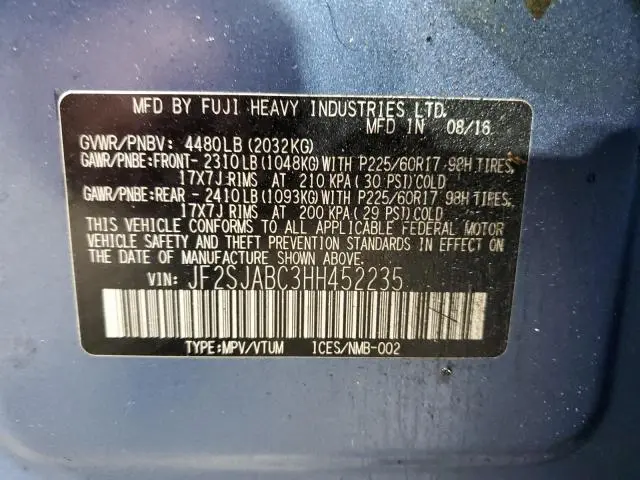 MFD BY FUJI HEAVY INDUSTRIES LTD.
MFD IN 08/16
GVWR/PNBV: 4480LB (2032KG)
GAWR/PNBE:FRONT- 2310LB (1048KG) WITH P225/60R17 98H TIRES,
17X7J RIMS AT 210 KPA (30 PSI) COLD
GAWR/PNBE:REAR - 2410LB (1093KG) WITH P225/60R17 98H TIRES,
17X7J RIMS AT 200 KPA (29 PSI) COLD
THIS VEHICLE CONFORMS TO ALL APPLICABLE FEDERAL MOTOR
VEHICLE SAFETY AND THEFT PREVENTION STANDARDS IN EFFECT
ON THE DATE OF MANUFACTURE SHOWN ABOVE.
VIN: JF2SJABC3HH452235
TYPE:MPV/VTUM ICES/NMB-002